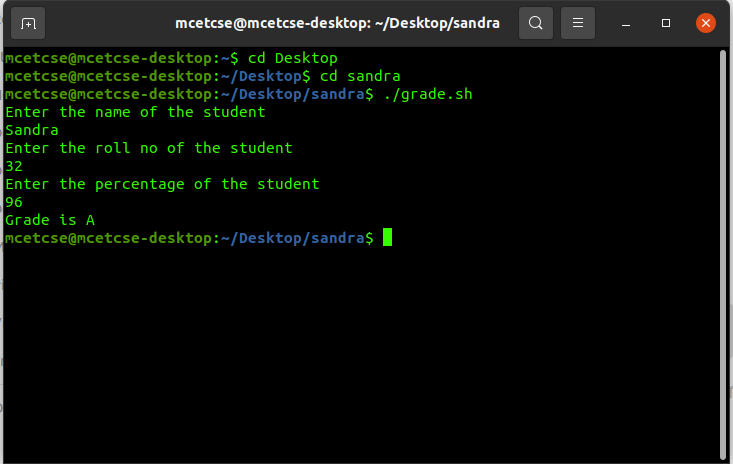 mcetcse@mcetcse-desktop: ~/Desktop/sandra
mcetcse@mcetcse-desktop:~$ cd Desktop
mcetcse@mcetcse-desktop:~/Desktop$ cd sandra
mcetcse@mcetcse-desktop:~/Desktop/sandra$ ./grade.sh
Enter the name of the student
Sandra
Enter the roll no of the student
32
Enter the percentage of the student
96
Grade is A
mcetcse@mcetcse-desktop:~/Desktop/sandra$